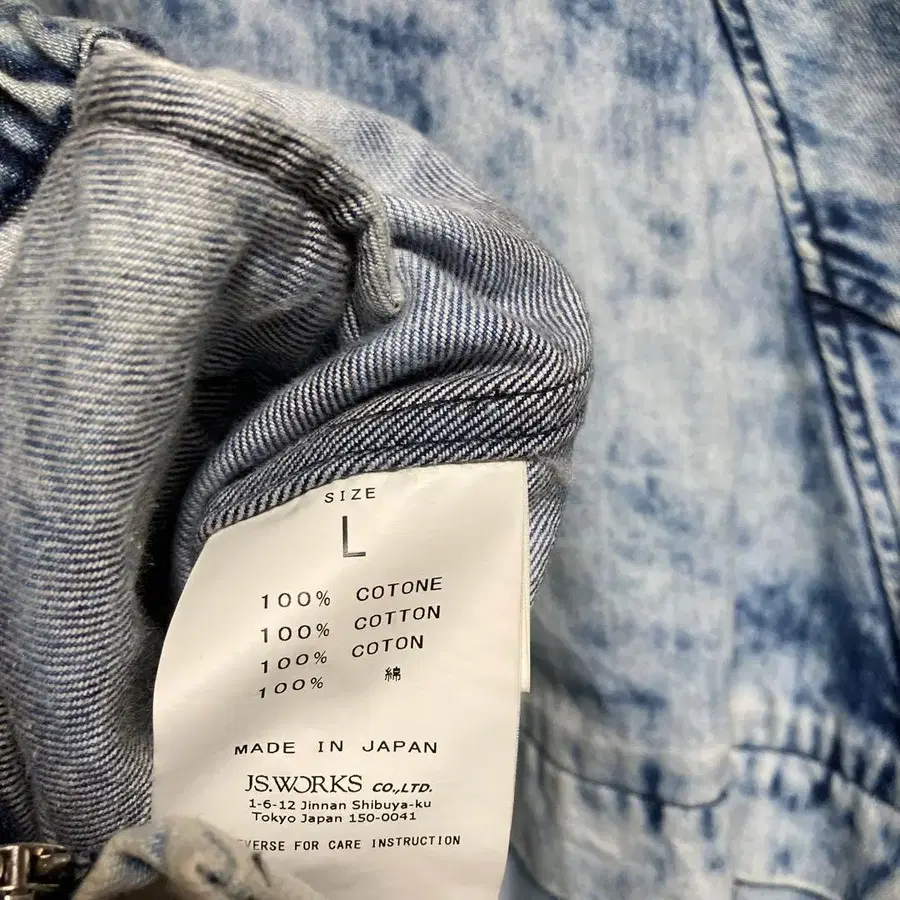 SIZE
L
100% COTONE
100% COTTON
100% COTON
100% 綿
MADE IN JAPAN
JS.WORKS CO.,LTD.
1-6-12 Jinnan Shibuya-ku
Tokyo Japan 150-0041
FOR CARE INSTRUCTION